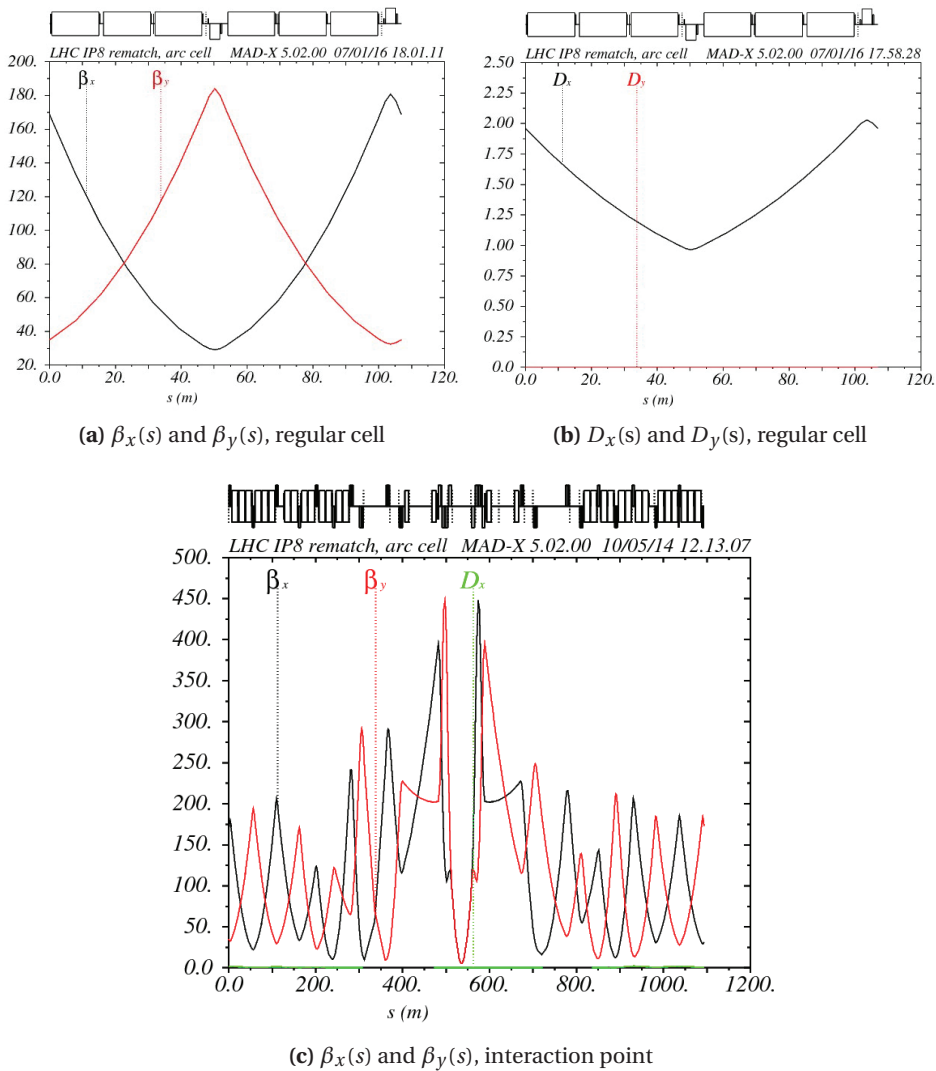 LHC IP8 rematch, arc cell MAD-X 5.02.00 07/01/16 18.01.11
200.
180.
160.
140.
120.
100.
80.
60.
40.
20.
βx
βy
0.0 20. 40. 60. 80. 100. 120.
s (m)
(a) βx(s) and βy(s), regular cell
LHC IP8 rematch, arc cell MAD-X 5.02.00 07/01/16 17.58.28
2.50
2.25
2.00
1.75
1.50
1.25
1.00
0.75
0.50
0.25
0.0
Dx
Dy
0.0 20. 40. 60. 80. 100. 120.
s (m)
(b) Dx(s) and Dy(s), regular cell
LHC IP8 rematch, arc cell MAD-X 5.02.00 10/05/14 12.13.07
500.
450.
400.
350.
300.
250.
200.
150.
100.
50.
0.0
βx
βy
Dx
0.0 200. 400. 600. 800. 1000. 1200.
s (m)
(c) βx(s) and βy(s), interaction point